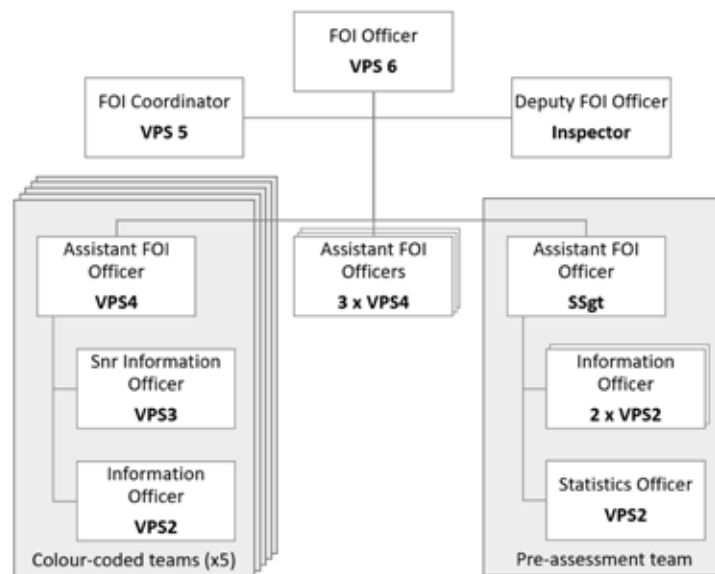 FOI Officer
VPS 6
FOI Coordinator
VPS 5
Deputy FOI Officer
Inspector
Assistant FOI
Officer
VPS4
Snr Information
Officer
VPS3
Information
Officer
VPS2
Colour-coded teams (x5)
Assistant FOI
Officers
3 x VPS4
Assistant FOI
Officer
SSgt
Information
Officer
2 x VPS2
Statistics Officer
VPS2
Pre-assessment team